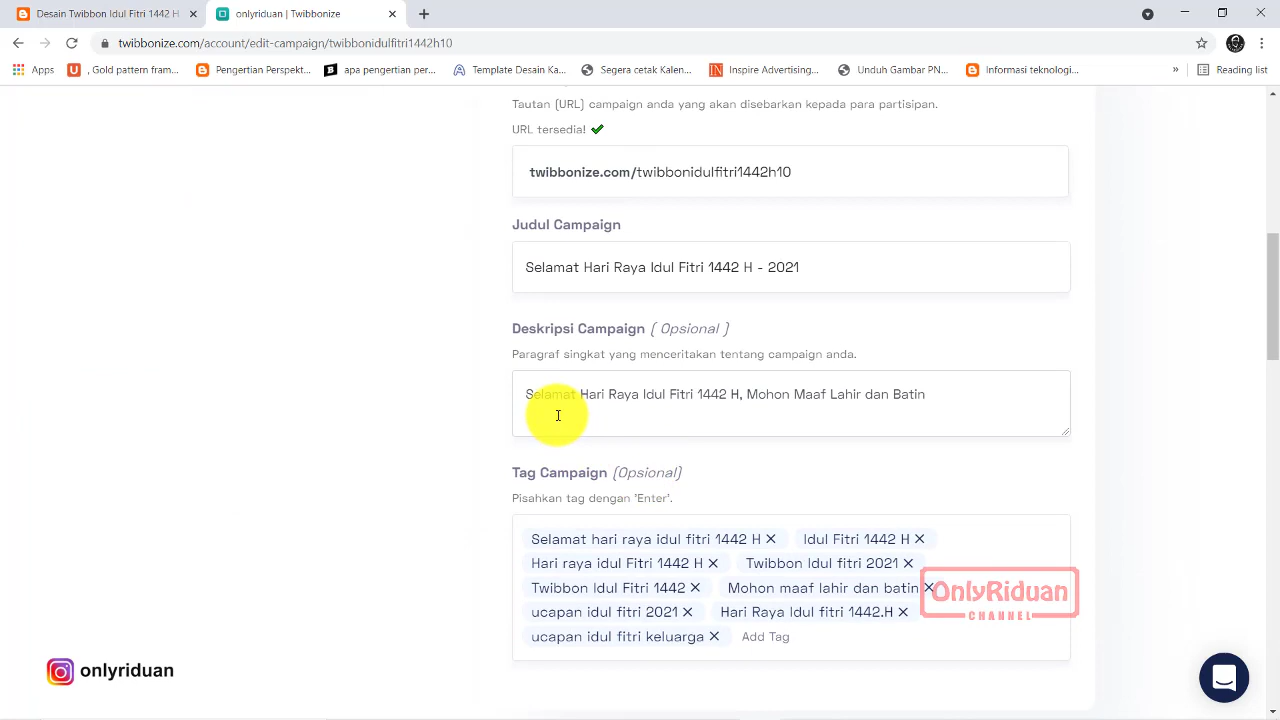 Desain Twibbon Idul Fitri 1442 H
onlyriduan | Twibbonize
twibbonize.com/account/edit-campaign/twibbonidulfitri1442h10
Apps
, Gold pattern fram...
Pengertian Perspekt...
apa pengertian per...
Template Desain Ka...
Segera cetak Kalen...
Inspire Advertising...
Unduh Gambar PN...
Informasi teknologi...
»
Reading list
Tautan (URL) campaign anda yang akan disebarkan kepada para partisipan.
URL tersedia!
twibbonize.com/twibbonidulfitri1442h10
Judul Campaign
Selamat Hari Raya Idul Fitri 1442 H - 2021
Deskripsi Campaign ( Opsional )
Paragraf singkat yang menceritakan tentang campaign anda.
Selamat Hari Raya Idul Fitri 1442 H, Mohon Maaf Lahir dan Batin
Tag Campaign (Opsional)
Pisahkan tag dengan 'Enter'.
Selamat hari raya idul fitri 1442 H Idul Fitri 1442 H
Hari raya idul Fitri 1442 H Twibbon Idul fitri 2021
Twibbon Idul Fitri 1442 Mohon maaf lahir dan batin
ucapan idul fitri 2021 Hari Raya Idul fitri 1442.H
ucapan idul fitri keluarga Add Tag
OnlyRiduan
CHANNEL
onlyriduan